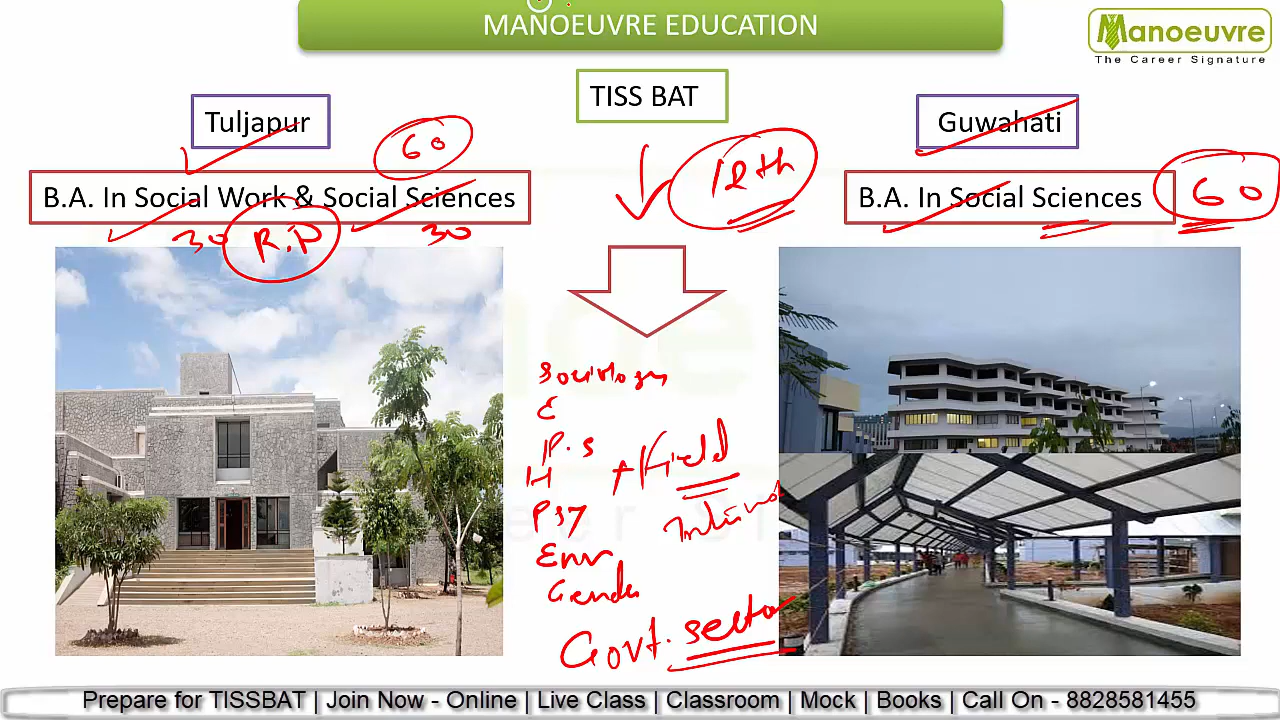 MANOEUVRE EDUCATION
Manoeuvre
The Career Signature
TISS BAT
Tuljapur
Guwahati
60
12th
B.A. In Social Work & Social Sciences
B.A. In Social Sciences
60
30
R.D
30
Sociology
E
P.S
H
+ Field
Psy
Env
Gende
Govt. sector
Prepare for TISSBAT | Join Now - Online | Live Class | Classroom | Mock | Books | Call On - 8828581455